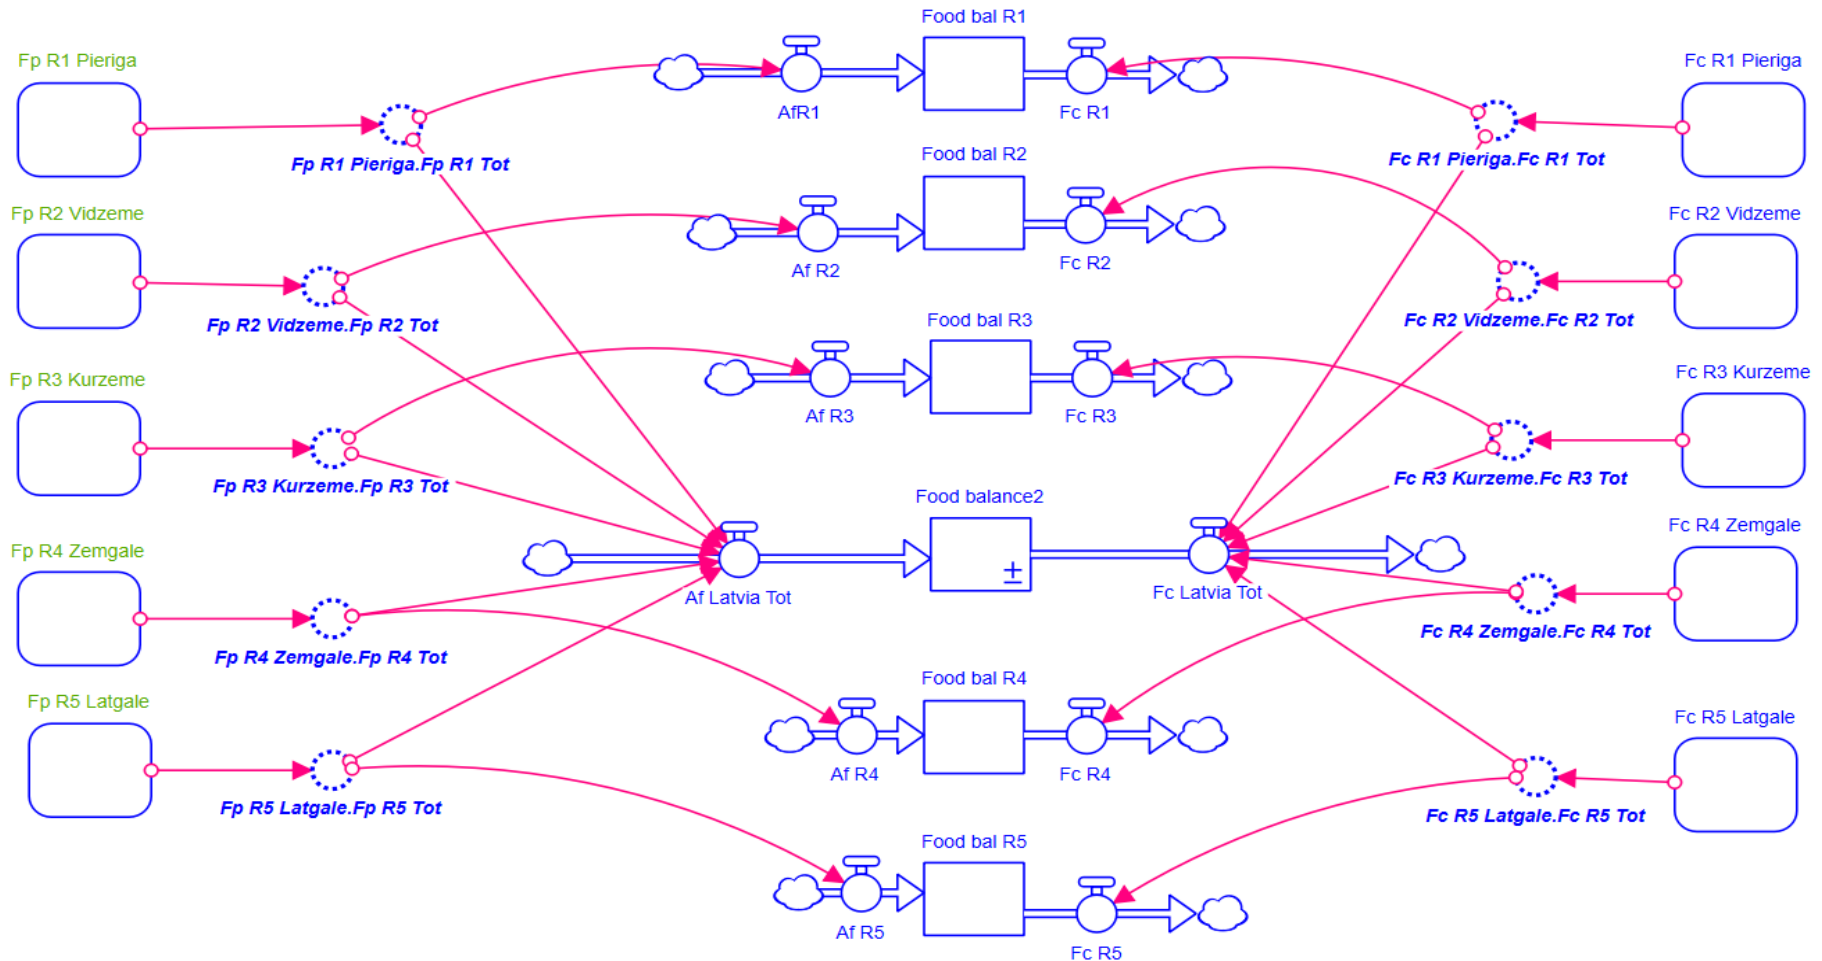 Food bal R1
Fp R1 Pieriga
Fc R1 Pieriga
AfR1
Fc R1
Fp R1 Pieriga.Fp R1 Tot
Fc R1 Pieriga.Fc R1 Tot
Food bal R2
Fp R2 Vidzeme
Fc R2 Vidzeme
Af R2
Fc R2
Fp R2 Vidzeme.Fp R2 Tot
Fc R2 Vidzeme.Fc R2 Tot
Food bal R3
Fp R3 Kurzeme
Fc R3 Kurzeme
Af R3
Fc R3
Fp R3 Kurzeme.Fp R3 Tot
Fc R3 Kurzeme.Fc R3 Tot
Food balance2
Fp R4 Zemgale
Fc R4 Zemgale
±
Af Latvia Tot
Fc Latvia Tot
Fp R4 Zemgale.Fp R4 Tot
Fc R4 Zemgale.Fc R4 Tot
Food bal R4
Fp R5 Latgale
Fc R5 Latgale
Af R4
Fc R4
Fp R5 Latgale.Fp R5 Tot
Fc R5 Latgale.Fc R5 Tot
Food bal R5
Af R5
Fc R5